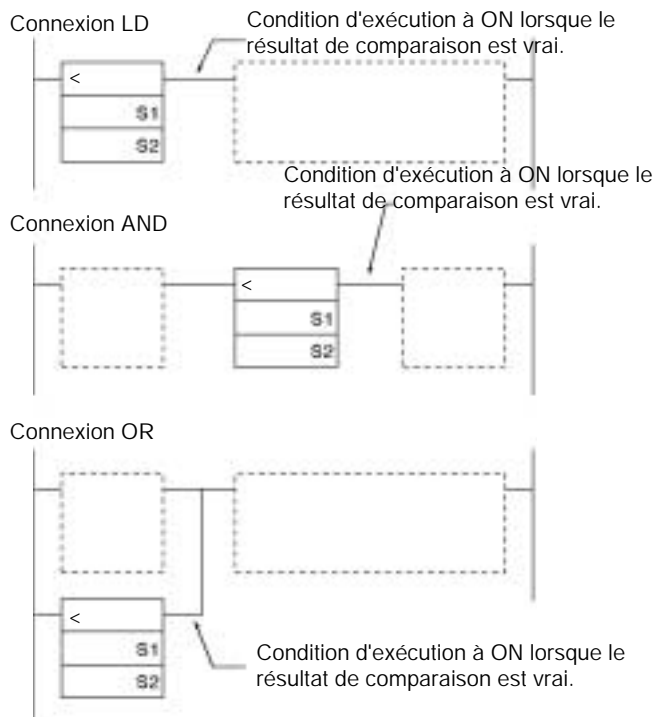 Connexion LD
Condition d'exécution à ON lorsque le
résultat de comparaison est vrai.
<
S1
S2
Condition d'exécution à ON lorsque le
résultat de comparaison est vrai.
Connexion AND
<
S1
S2
Connexion OR
<
S1
S2
Condition d'exécution à ON lorsque le
résultat de comparaison est vrai.